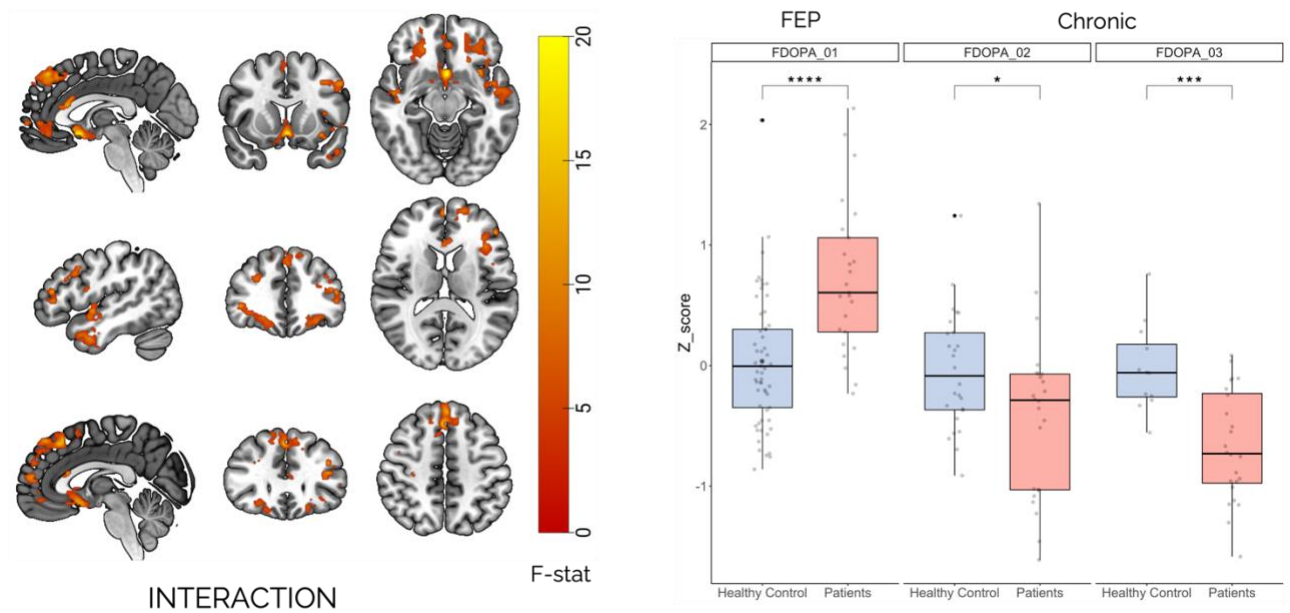 20
15
10
5
0
F-stat
INTERACTION
FEP
Chronic
FDOPA_01
FDOPA_02
FDOPA_03
****
*
***
Z_score
2
1
0
-1
Healthy Control
Patients
Healthy Control
Patients
Healthy Control
Patients